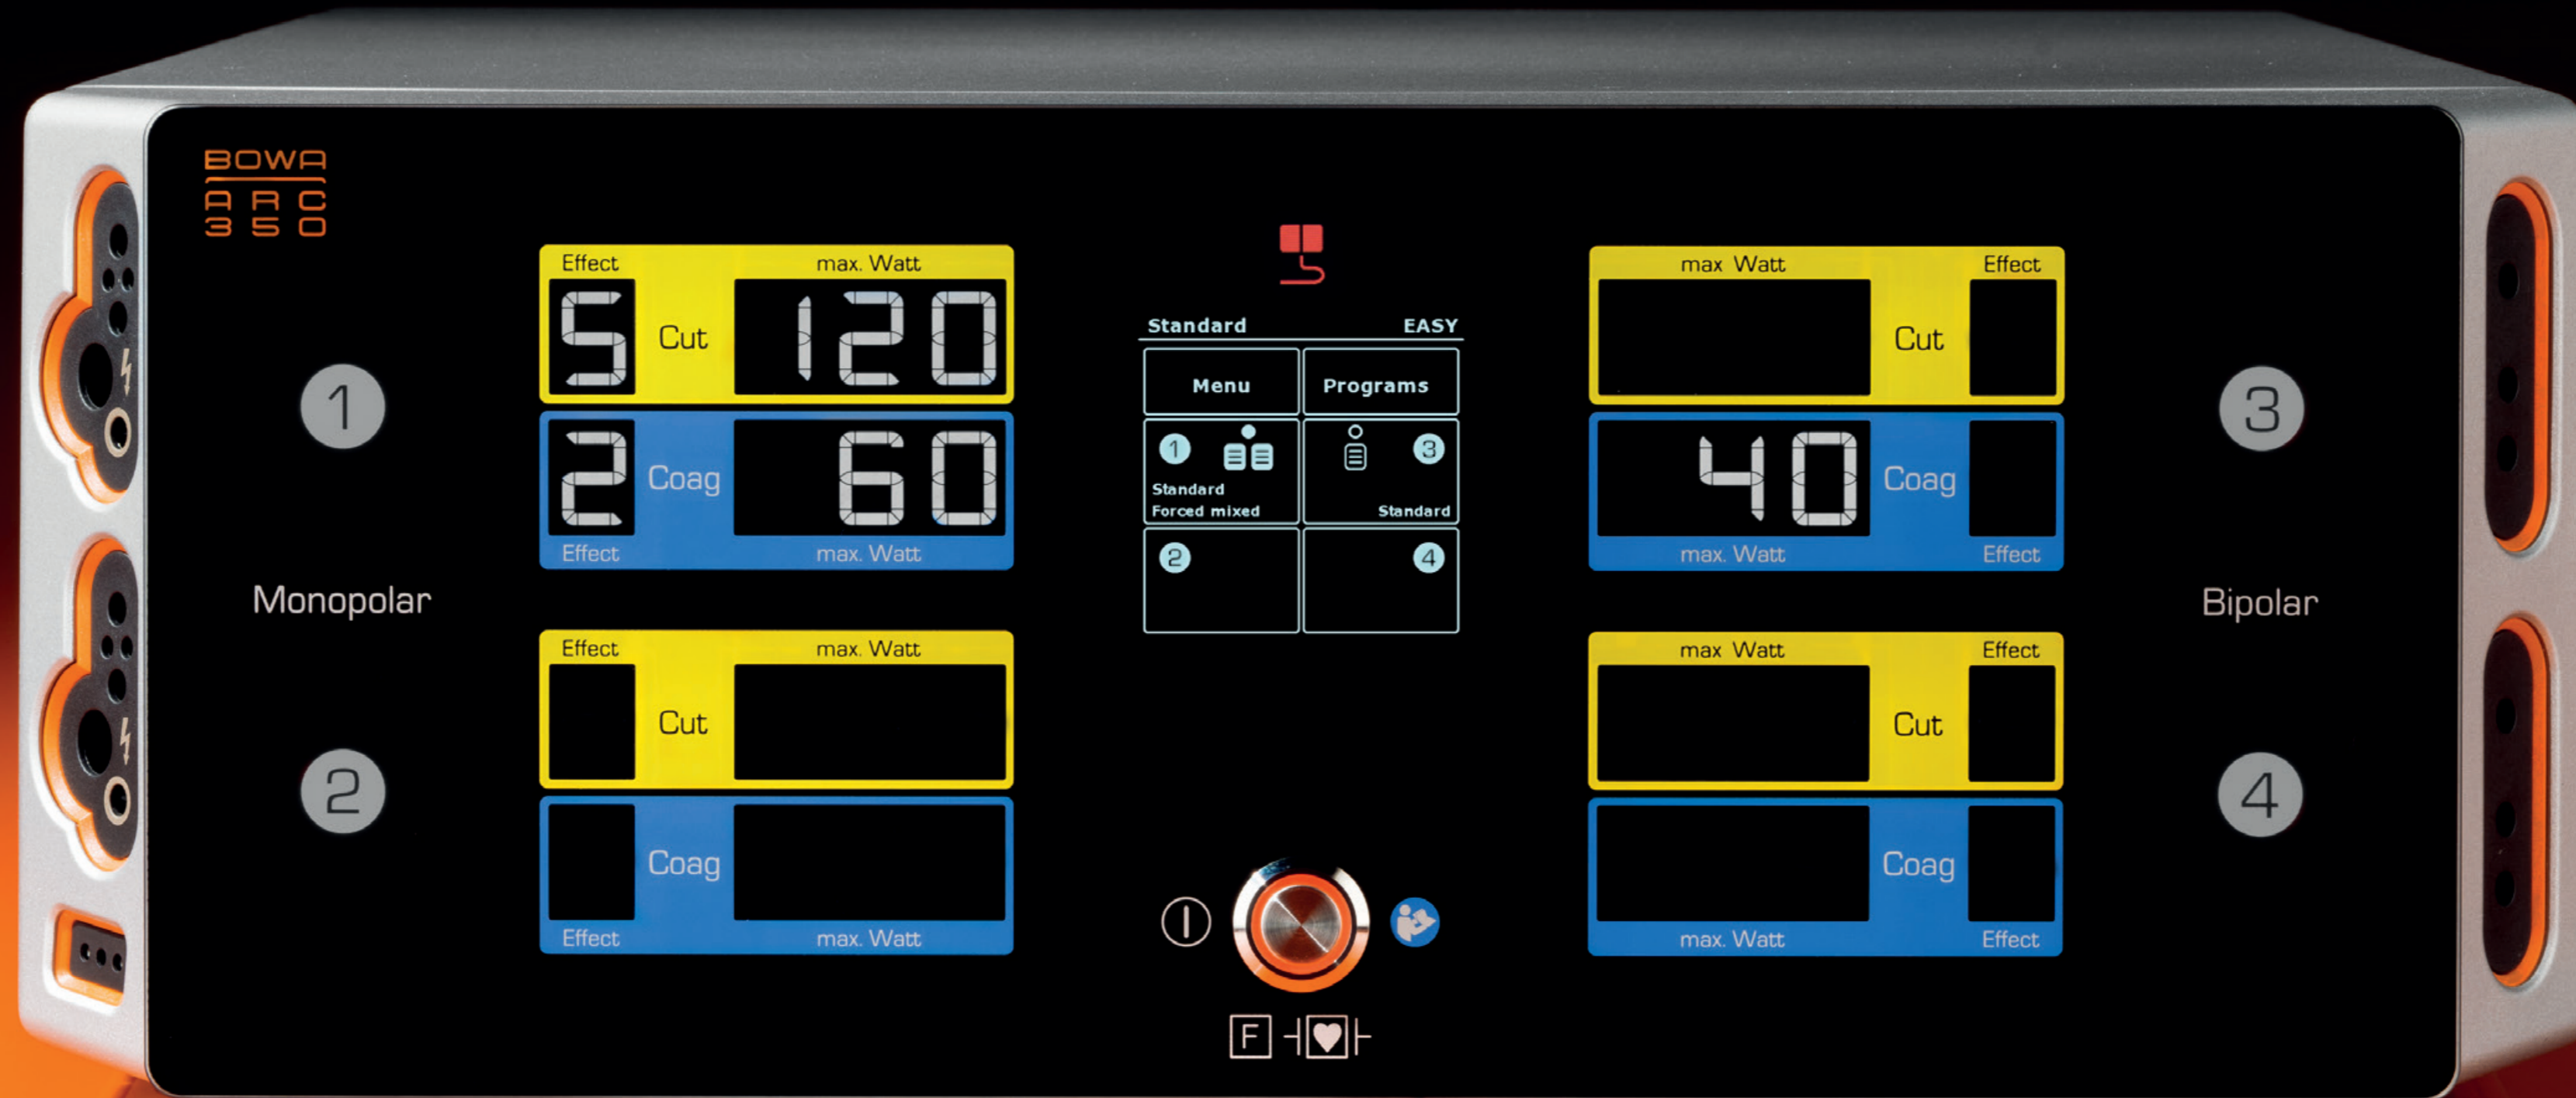 BOWA
ARC
350
1
Effect
max. Watt
5
Cut
120
2
Coag
60
Effect
max. Watt
Monopolar
Effect
max. Watt
Cut
2
Coag
Effect
max. Watt
Standard
EASY
Menu
Programs
1
Standard
Forced mixed
3
Standard
2
4
F
max Watt
Effect
Cut
40
Coag
max. Watt
Effect
3
Bipolar
max Watt
Effect
Cut
Coag
max. Watt
Effect
4